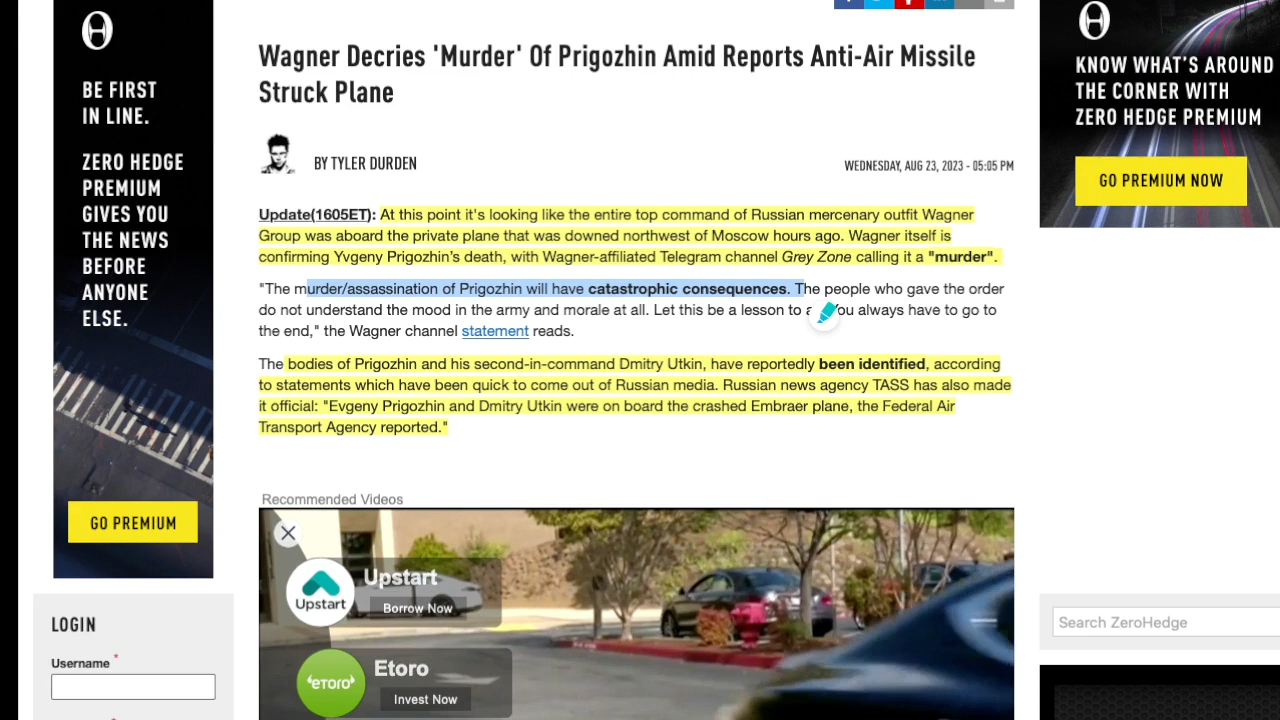 BE FIRST
IN LINE.
ZERO HEDGE
PREMIUM
GIVES YOU
THE NEWS
BEFORE
ANYONE
ELSE.
GO PREMIUM
LOGIN
Username *
Wagner Decries 'Murder' Of Prigozhin Amid Reports Anti-Air Missile
Struck Plane
BY TYLER DURDEN
WEDNESDAY, AUG 23, 2023 - 05:05 PM
Update(1605ET): At this point it's looking like the entire top command of Russian mercenary outfit Wagner
Group was aboard the private plane that was downed northwest of Moscow hours ago. Wagner itself is
confirming Yvgeny Prigozhin's death, with Wagner-affiliated Telegram channel Grey Zone calling it a "murder".
"The murder/assassination of Prigozhin will have catastrophic consequences. The people who gave the order
do not understand the mood in the army and morale at all. Let this be a lesson to always have to go to
the end," the Wagner channel statement reads.
The bodies of Prigozhin and his second-in-command Dmitry Utkin, have reportedly been identified, according
to statements which have been quick to come out of Russian media. Russian news agency TASS has also made
it official: "Evgeny Prigozhin and Dmitry Utkin were on board the crashed Embraer plane, the Federal Air
Transport Agency reported."
Recommended Videos
Upstart
Upstart
Borrow Now
eToro
Etoro
Invest Now
KNOW WHAT'S AROUND
THE CORNER WITH
ZERO HEDGE PREMIUM
GO PREMIUM NOW
Search ZeroHedge